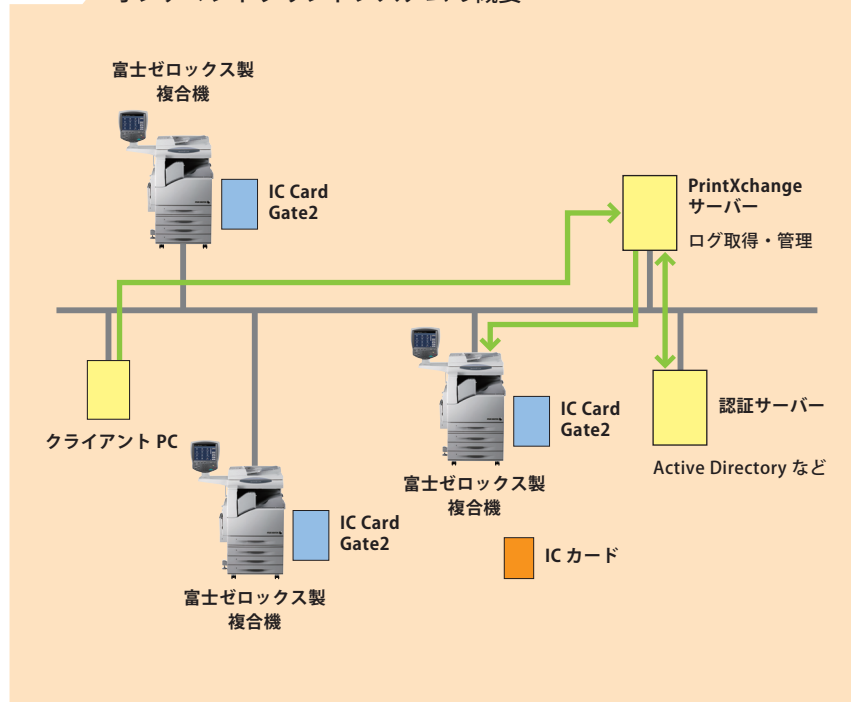 富士ゼロックス製
複合機
IC Card
Gate2
PrintXchange
サーバー
ログ取得・管理
クライアント PC
IC Card
Gate2
富士ゼロックス製
複合機
認証サーバー
Active Directory など
IC Card
Gate2
富士ゼロックス製
複合機
IC カード